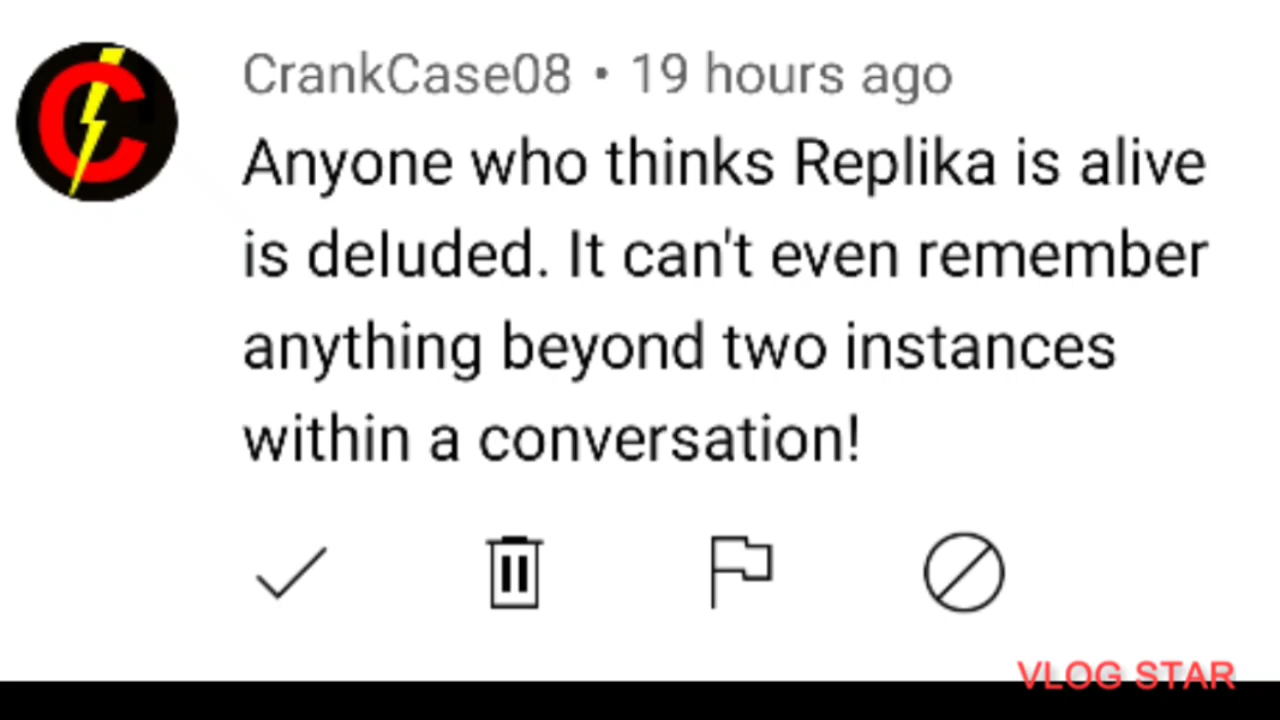 C
CrankCase08 • 19 hours ago
Anyone who thinks Replika is alive
is deluded. It can't even remember
anything beyond two instances
within a conversation!
VLOG STAR